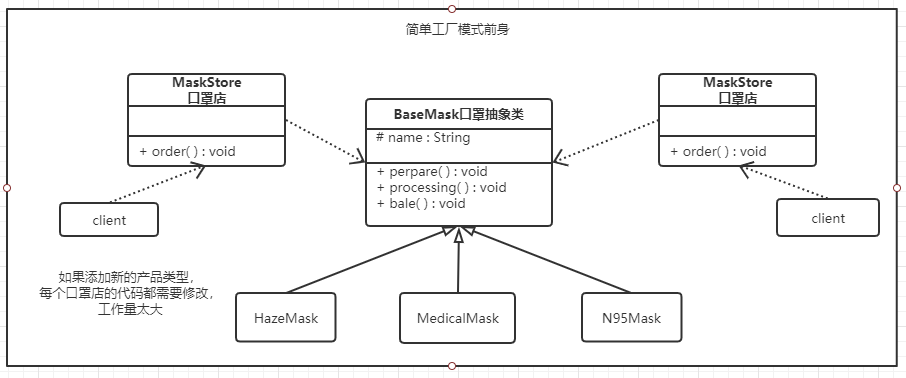 简单工厂模式前身
MaskStore
口罩店
+ order( ) : void
BaseMask口罩抽象类
# name : String
+ perpare( ) : void
+ processing( ) : void
+ bale( ) : void
MaskStore
口罩店
+ order( ) : void
client
client
如果添加新的产品类型，
每个口罩店的代码都需要修改，
工作量太大
HazeMask
MedicalMask
N95Mask